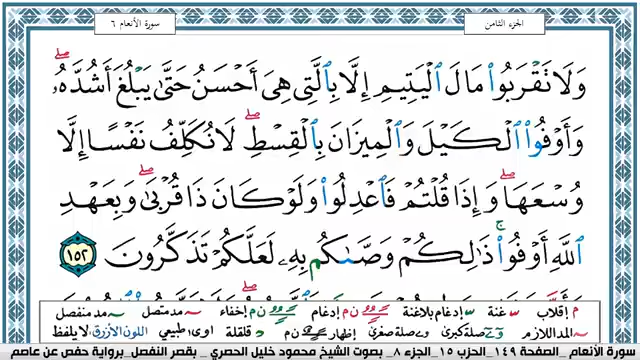 الجزء الثامن
سورة الأنعام ٦
وَلَا تَقْرَبُوا۟ مَالَ ٱلْيَتِيمِ إِلَّا بِٱلَّتِى هِىَ أَحْسَنُ حَتَّىٰ يَبْلُغَ أَشُدَّهُۥ ۖ
وَأَوْفُوا۟ ٱلْكَيْلَ وَٱلْمِيزَانَ بِٱلْقِسْطِ ۖ لَا نُكَلِّفُ نَفْسًا إِلَّا
وُسْعَهَا ۖ وَإِذَا قُلْتُمْ فَٱعْدِلُوا۟ وَلَوْ كَانَ ذَا قُرْبَىٰ ۖ وَبِعَهْدِ
ٱللَّهِ أَوْفُوا۟ ۚ ذَٰلِكُمْ وَصَّىٰكُم بِهِۦ لَعَلَّكُمْ تَذَكَّرُونَ ١٥٢
م إقلاب س غنة س إدغام بلاغنة ن م إدغام ن م إخفاء مد متصل مد منفصل
المد اللازم صلة كبرى صلة صغرى إظهار ن م قلقلة اوى طبيعي اللون الأزرق لا يلفظ
سورة الأنعام _ الصفحة ١٤٩ _ الحزب ١٥ _ الجزء ٨ _ بصوت الشيخ محمود خليل الحصري _ بقصر المنفصل _ برواية حفص عن عاصم